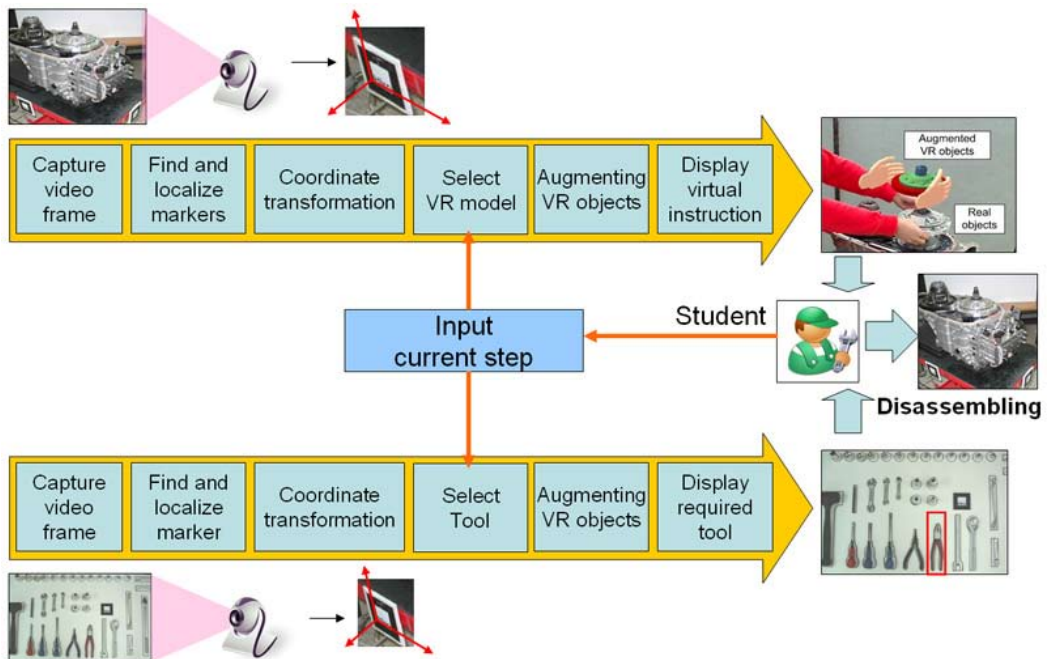 Capture
video
frame
Find and
localize
markers
Coordinate
transformation
Select
VR model
Augmenting
VR objects
Display
virtual
instruction
Augmented
VR objects
Real
objects
Input
current step
Student
Disassembling
Capture
video
frame
Find and
localize
marker
Coordinate
transformation
Select
Tool
Augmenting
VR objects
Display
required
tool